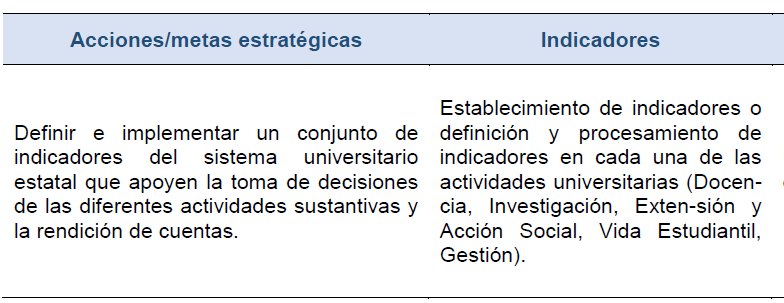 Acciones/metas estratégicas
Indicadores
Definir e implementar un conjunto de
indicadores del sistema universitario
estatal que apoyen la toma de decisiones
de las diferentes actividades sustantivas y
la rendición de cuentas.
Establecimiento de indicadores o
definición y procesamiento de
indicadores en cada una de las
actividades universitarias (Docen-
cia, Investigación, Exten-sión y
Acción Social, Vida Estudiantil,
Gestión).